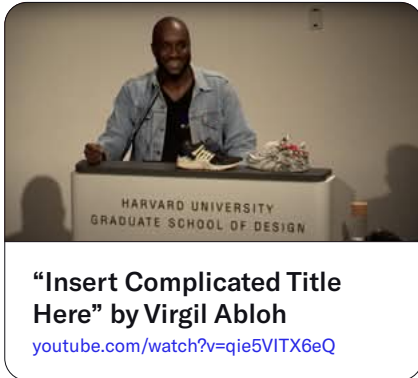 HARVARD UNIVERSITY
GRADUATE SCHOOL OF DESIGN
“Insert Complicated Title
Here” by Virgil Abloh
youtube.com/watch?v=qie5VITX6eQ